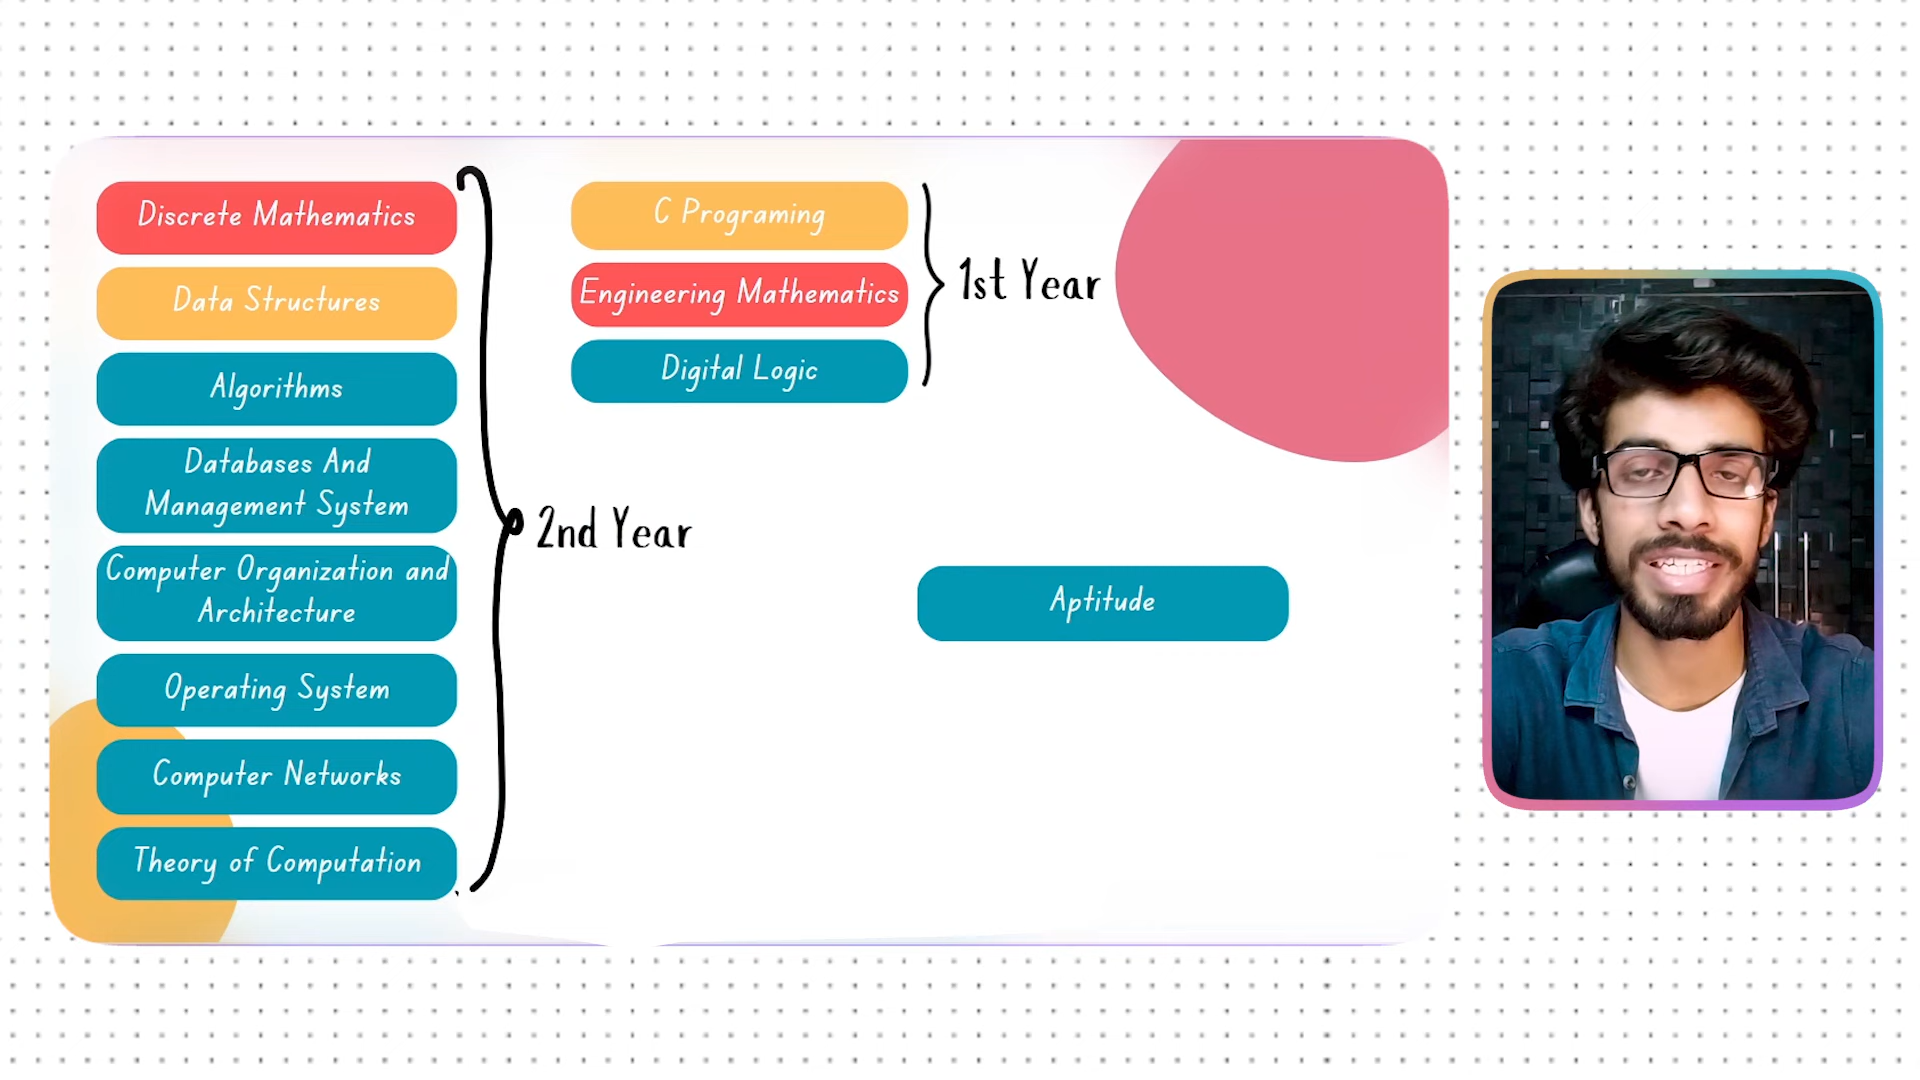 Discrete Mathematics
Data Structures
Algorithms
Databases And
Management System
Computer Organization and
Architecture
Operating System
Computer Networks
Theory of Computation
2nd Year
C Programing
Engineering Mathematics
Digital Logic
1st Year
Aptitude